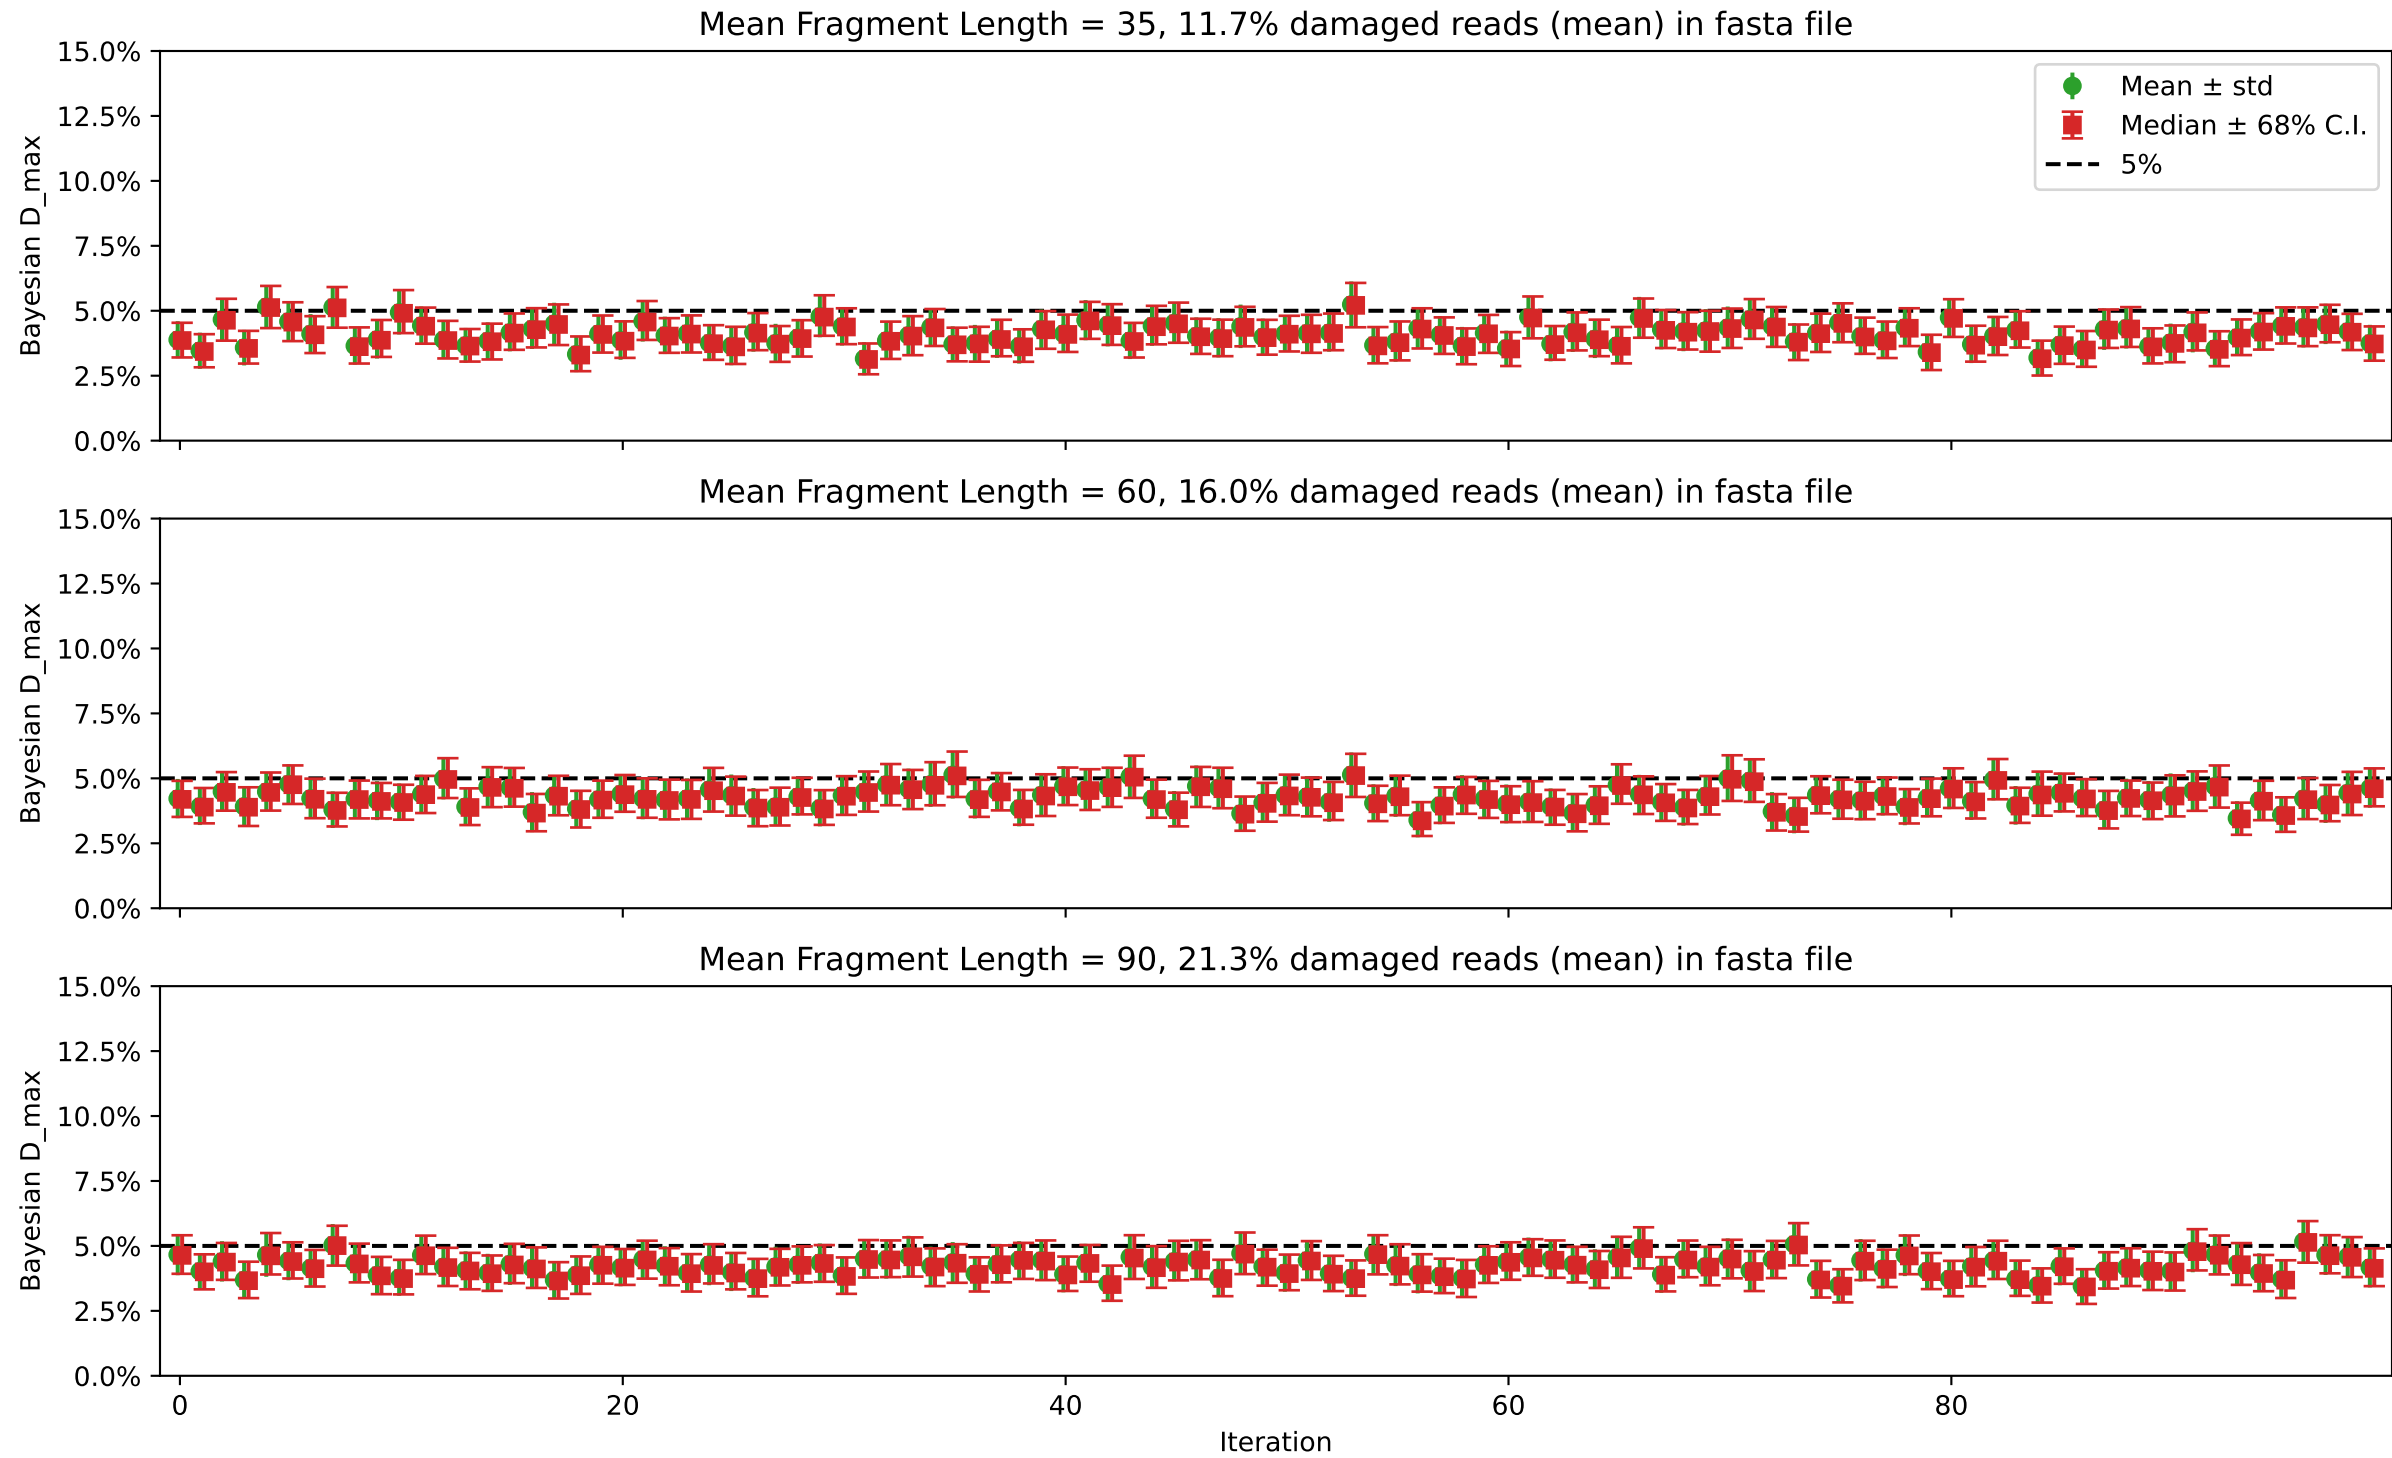 Mean Fragment Length = 35, 11.7% damaged reads (mean) in fasta file
15.0%
12.5%
10.0%
7.5%
5.0%
2.5%
0.0%
Bayesian D_max
Mean ± std
Median ± 68% C.I.
5%
Mean Fragment Length = 60, 16.0% damaged reads (mean) in fasta file
15.0%
12.5%
10.0%
7.5%
5.0%
2.5%
0.0%
Bayesian D_max
Mean Fragment Length = 90, 21.3% damaged reads (mean) in fasta file
15.0%
12.5%
10.0%
7.5%
5.0%
2.5%
0.0%
Bayesian D_max
0 20 40 60 80
Iteration